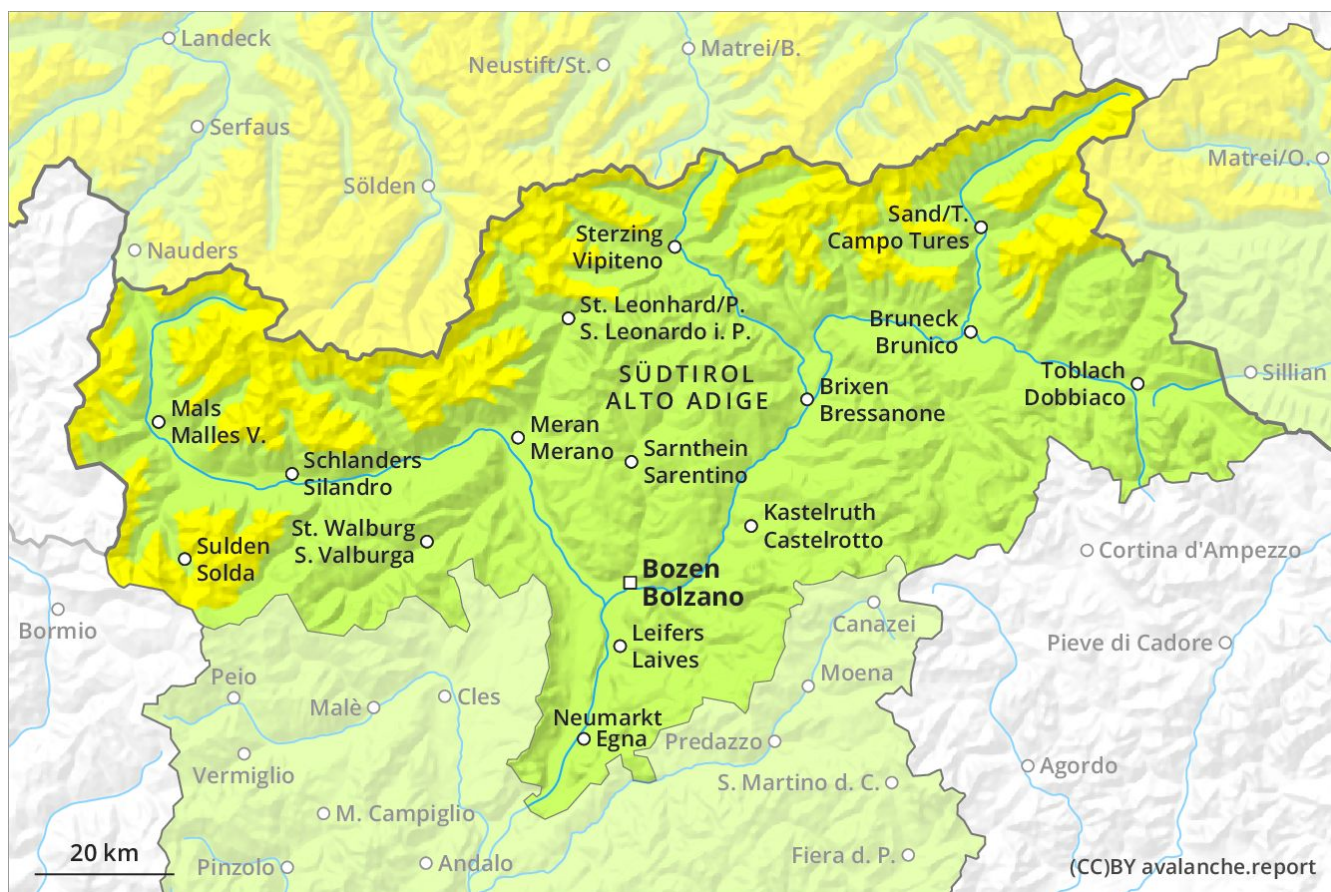 Landeck
Matrei/B.
Neustift/St.
Serfaus
Matrei/O.
Sölden
Nauders
Sand/T.
Campo Tures
Sterzing
Vipiteno
St. Leonhard/P.
S. Leonardo i. P.
Bruneck
Brunico
SÜDTIROL
ALTO ADIGE
Toblach
Dobbiaco
Sillian
Brixen
Bressanone
Mals
Malles V.
Meran
Merano
Sarnthein
Sarentino
Schlanders
Silandro
Kastelruth
Castelrotto
St. Walburg
S. Valburga
Sulden
Solda
Cortina d'Ampezzo
Bozen
Bolzano
Bormio
Canazei
Leifers
Laives
Pieve di Cadore
Peio
Moena
Malè
Cles
Neumarkt
Egna
Predazzo
Vermiglio
Agordo
S. Martino d. C.
M. Campiglio
20 km
Pinzolo
Andalo
Fiera d. P.
(CC)BY avalanche.report